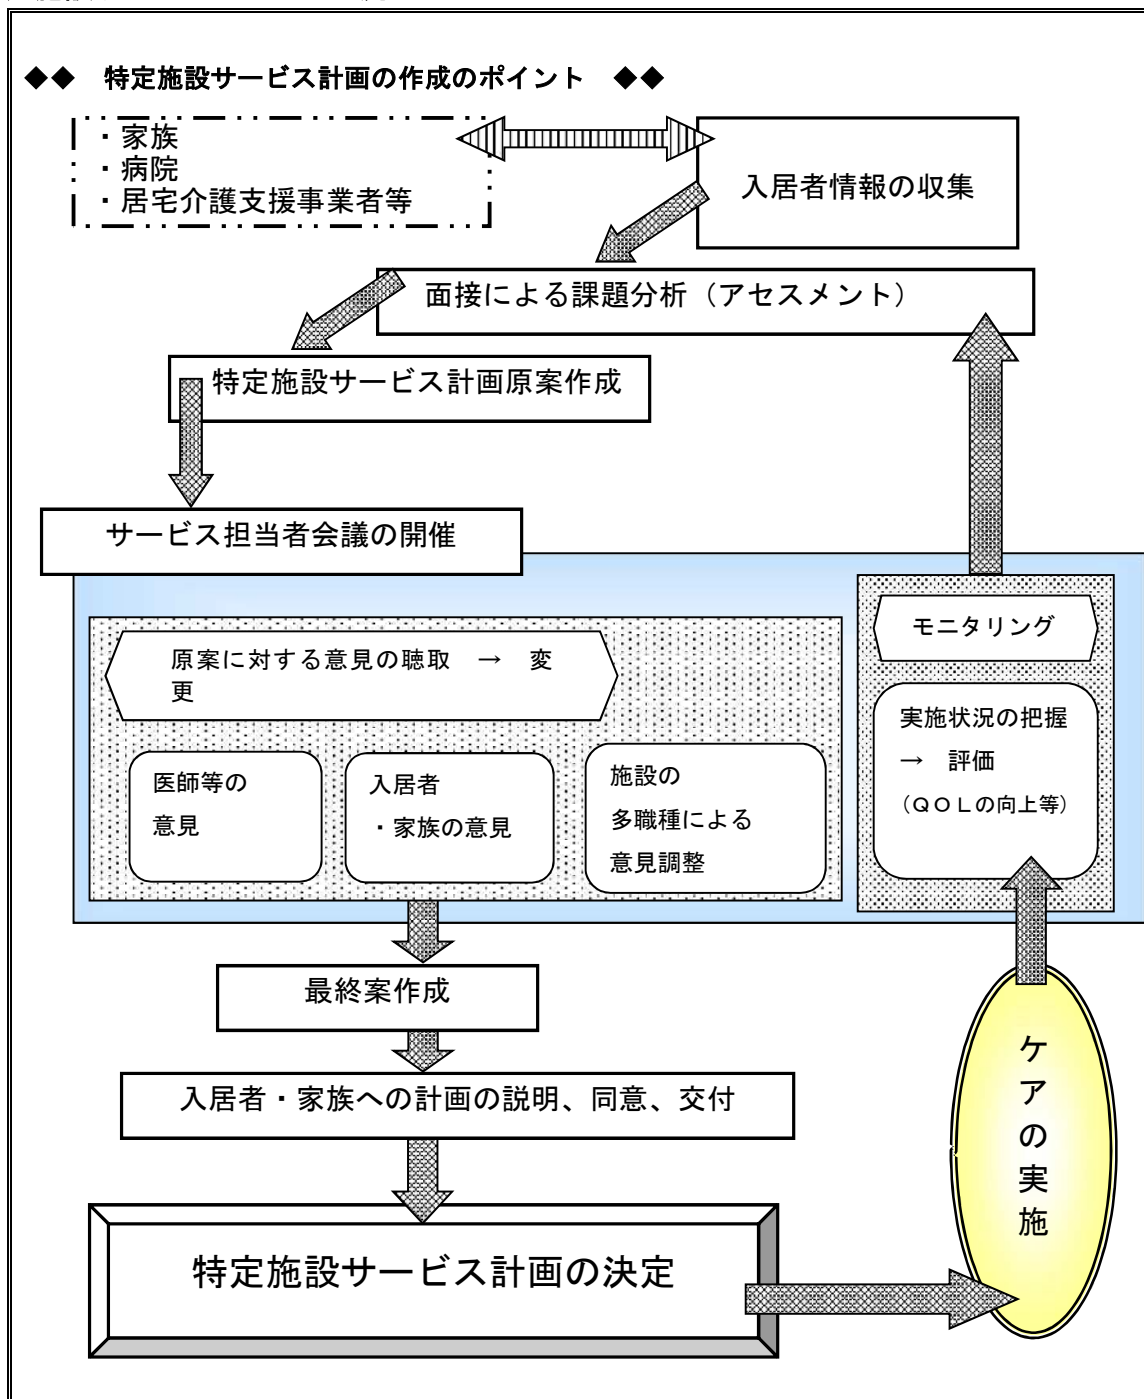 ◆◆ 特定施設サービス計画の作成のポイント ◆◆
・家族
・病院
・居宅介護支援事業者等
入居者情報の収集
面接による課題分析（アセスメント）
特定施設サービス計画原案作成
サービス担当者会議の開催
原案に対する意見の聴取 → 変
更
医師等の
意見
入居者
・家族の意見
施設の
多職種による
意見調整
モニタリング
実施状況の把握
→ 評価
（ＱＯＬの向上等）
最終案作成
入居者・家族への計画の説明、同意、交付
特定施設サービス計画の決定
ケアの実施